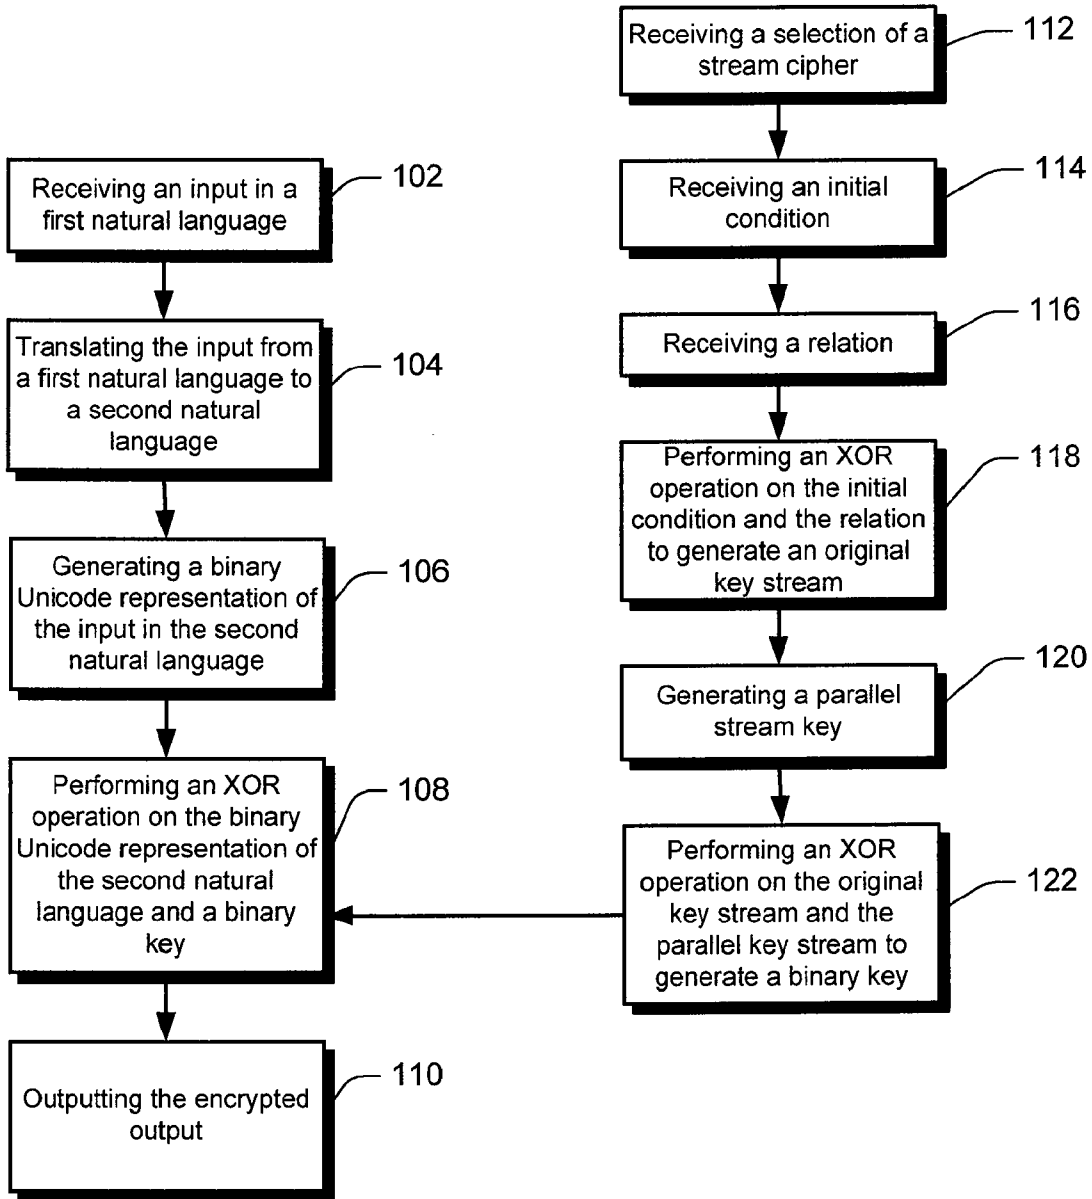 Receiving an input in a
first natural language
102
Translating the input from
a first natural language to
a second natural
language
104
Generating a binary
Unicode representation of
the input in the second
natural language
106
Performing an XOR
operation on the binary
Unicode representation of
the second natural
language and a binary
key
108
Outputting the encrypted
output
110
Receiving a selection of a
stream cipher
112
Receiving an initial
condition
114
Receiving a relation
116
Performing an XOR
operation on the initial
condition and the relation
to generate an original
key stream
118
Generating a parallel
stream key
120
Performing an XOR
operation on the original
key stream and the
parallel key stream to
generate a binary key
122